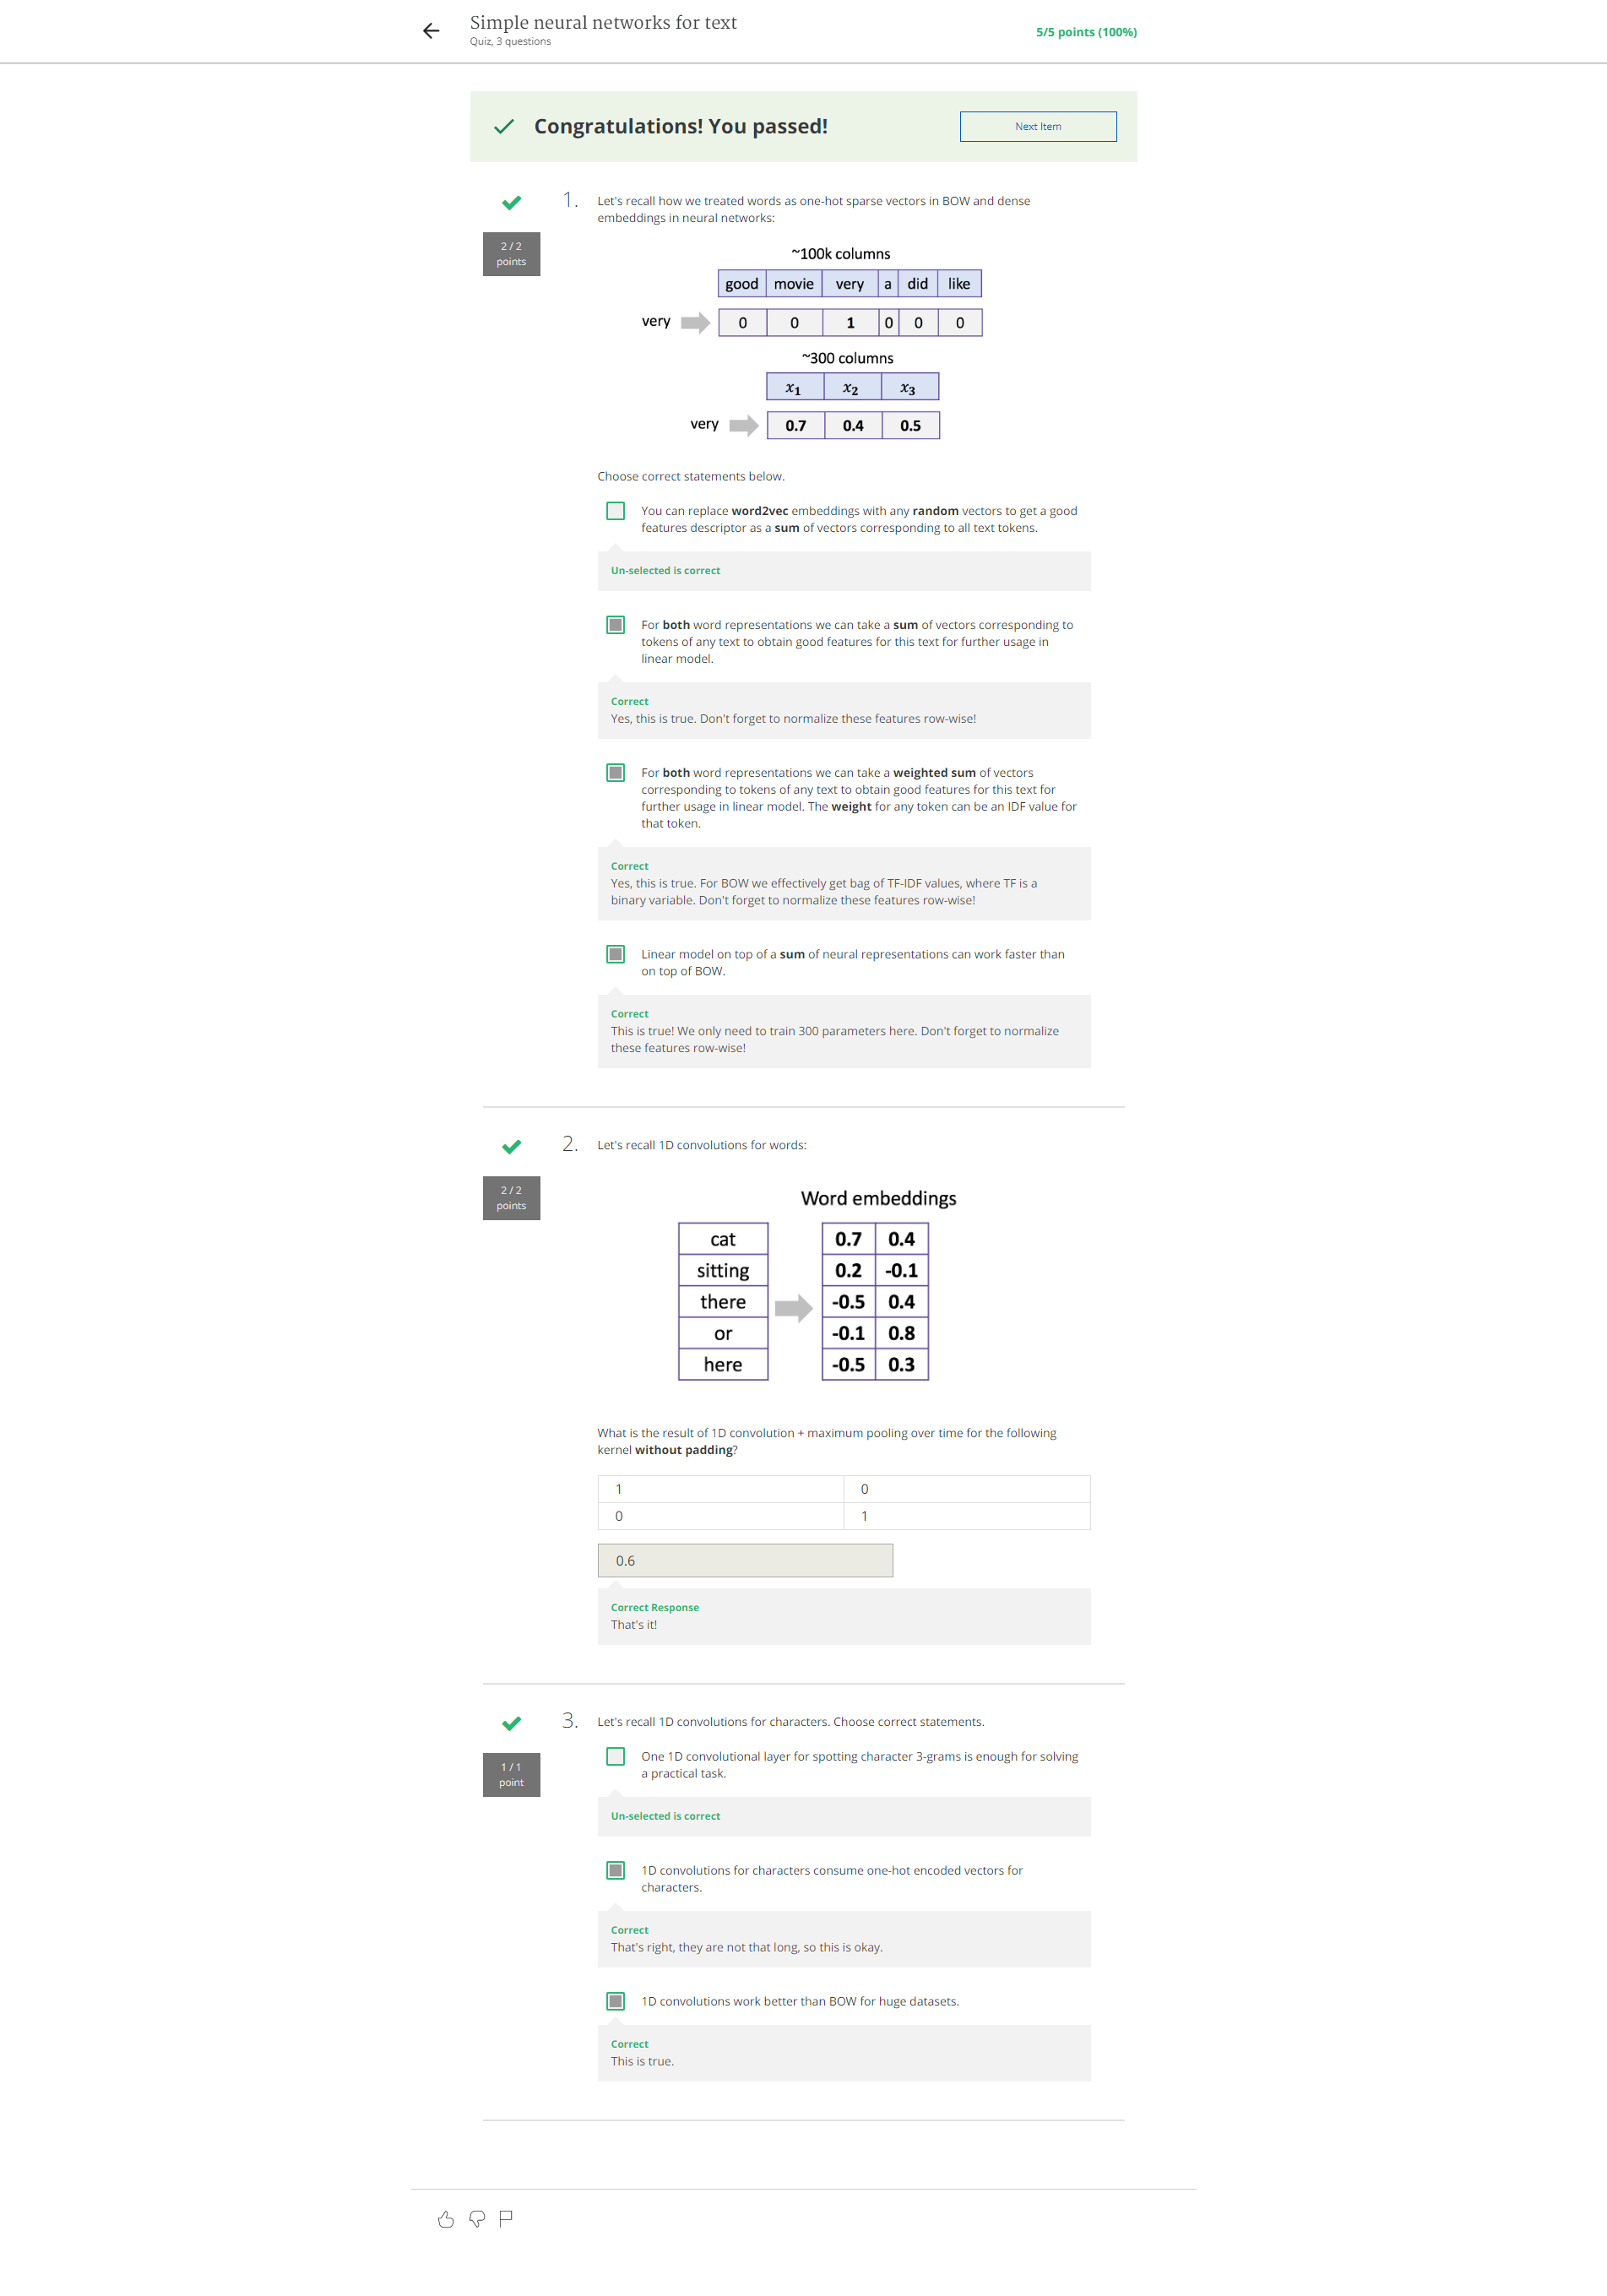 Simple neural networks for text
Quiz, 3 questions
5/5 points (100%)
Congratulations! You passed!
Next Item
2 / 2
points
1.
Let's recall how we treated words as one-hot sparse vectors in BOW and dense
embeddings in neural networks:
~100k columns
good movie very a did like
very 0 0 1 0 0 0
~300 columns
x1 x2 x3
very 0.7 0.4 0.5
Choose correct statements below.
You can replace word2vec embeddings with any random vectors to get a good
features descriptor as a sum of vectors corresponding to all text tokens.
Un-selected is correct
For both word representations we can take a sum of vectors corresponding to
tokens of any text to obtain good features for this text for further usage in
linear model.
Correct
Yes, this is true. Don't forget to normalize these features row-wise!
For both word representations we can take a weighted sum of vectors
corresponding to tokens of any text to obtain good features for this text for
further usage in linear model. The weight for any token can be an IDF value for
that token.
Correct
Yes, this is true. For BOW we effectively get bag of TF-IDF values, where TF is a
binary variable. Don't forget to normalize these features row-wise!
Linear model on top of a sum of neural representations can work faster than
on top of BOW.
Correct
This is true! We only need to train 300 parameters here. Don't forget to normalize
these features row-wise!
2 / 2
points
2.
Let's recall 1D convolutions for words:
Word embeddings
cat 0.7 0.4
sitting 0.2 -0.1
there -0.5 0.4
or -0.1 0.8
here -0.5 0.3
What is the result of 1D convolution + maximum pooling over time for the following
kernel without padding?
1 0
0 1
0.6
Correct Response
That's it!
1 / 1
point
3.
Let's recall 1D convolutions for characters. Choose correct statements.
One 1D convolutional layer for spotting character 3-grams is enough for solving
a practical task.
Un-selected is correct
1D convolutions for characters consume one-hot encoded vectors for
characters.
Correct
That's right, they are not that long, so this is okay.
1D convolutions work better than BOW for huge datasets.
Correct
This is true.